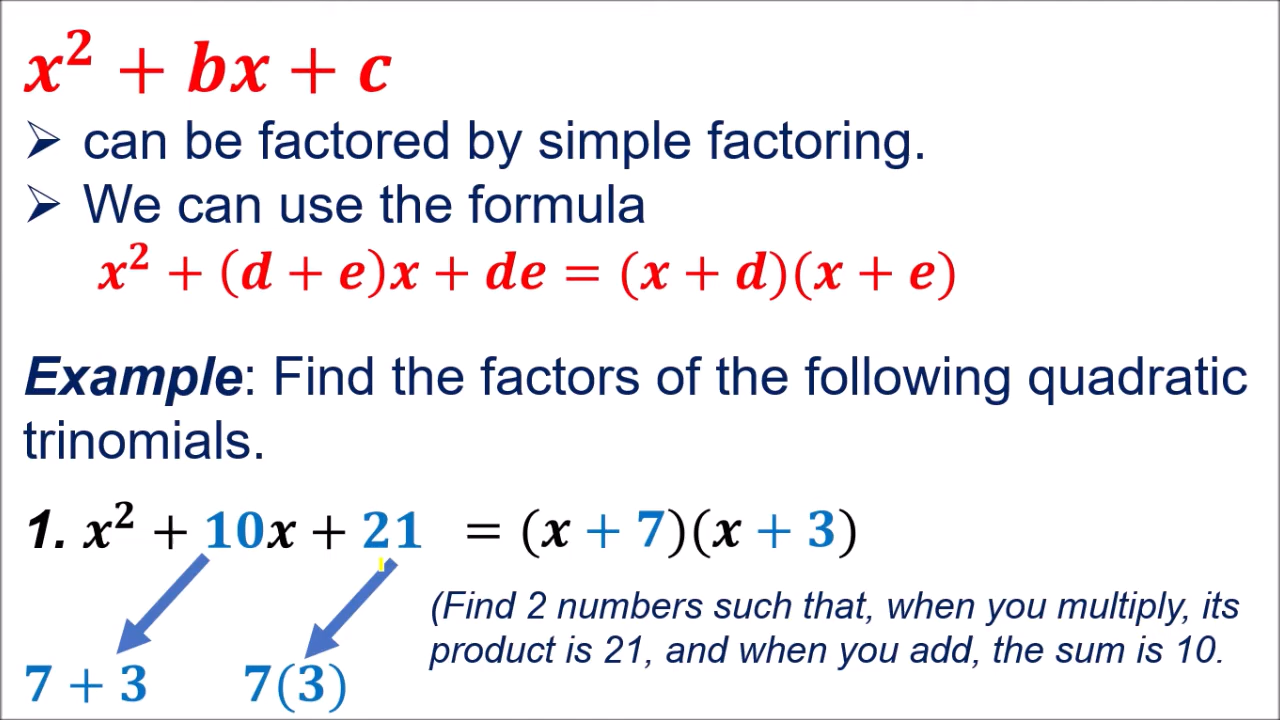 x² + bx + c
➢ can be factored by simple factoring.
➢ We can use the formula
x² + (d + e)x + de = (x + d)(x + e)
Example: Find the factors of the following quadratic
trinomials.
1. x² + 10x + 21 = (x + 7)(x + 3)
(Find 2 numbers such that, when you multiply, its
product is 21, and when you add, the sum is 10.
7 + 3 7(3)